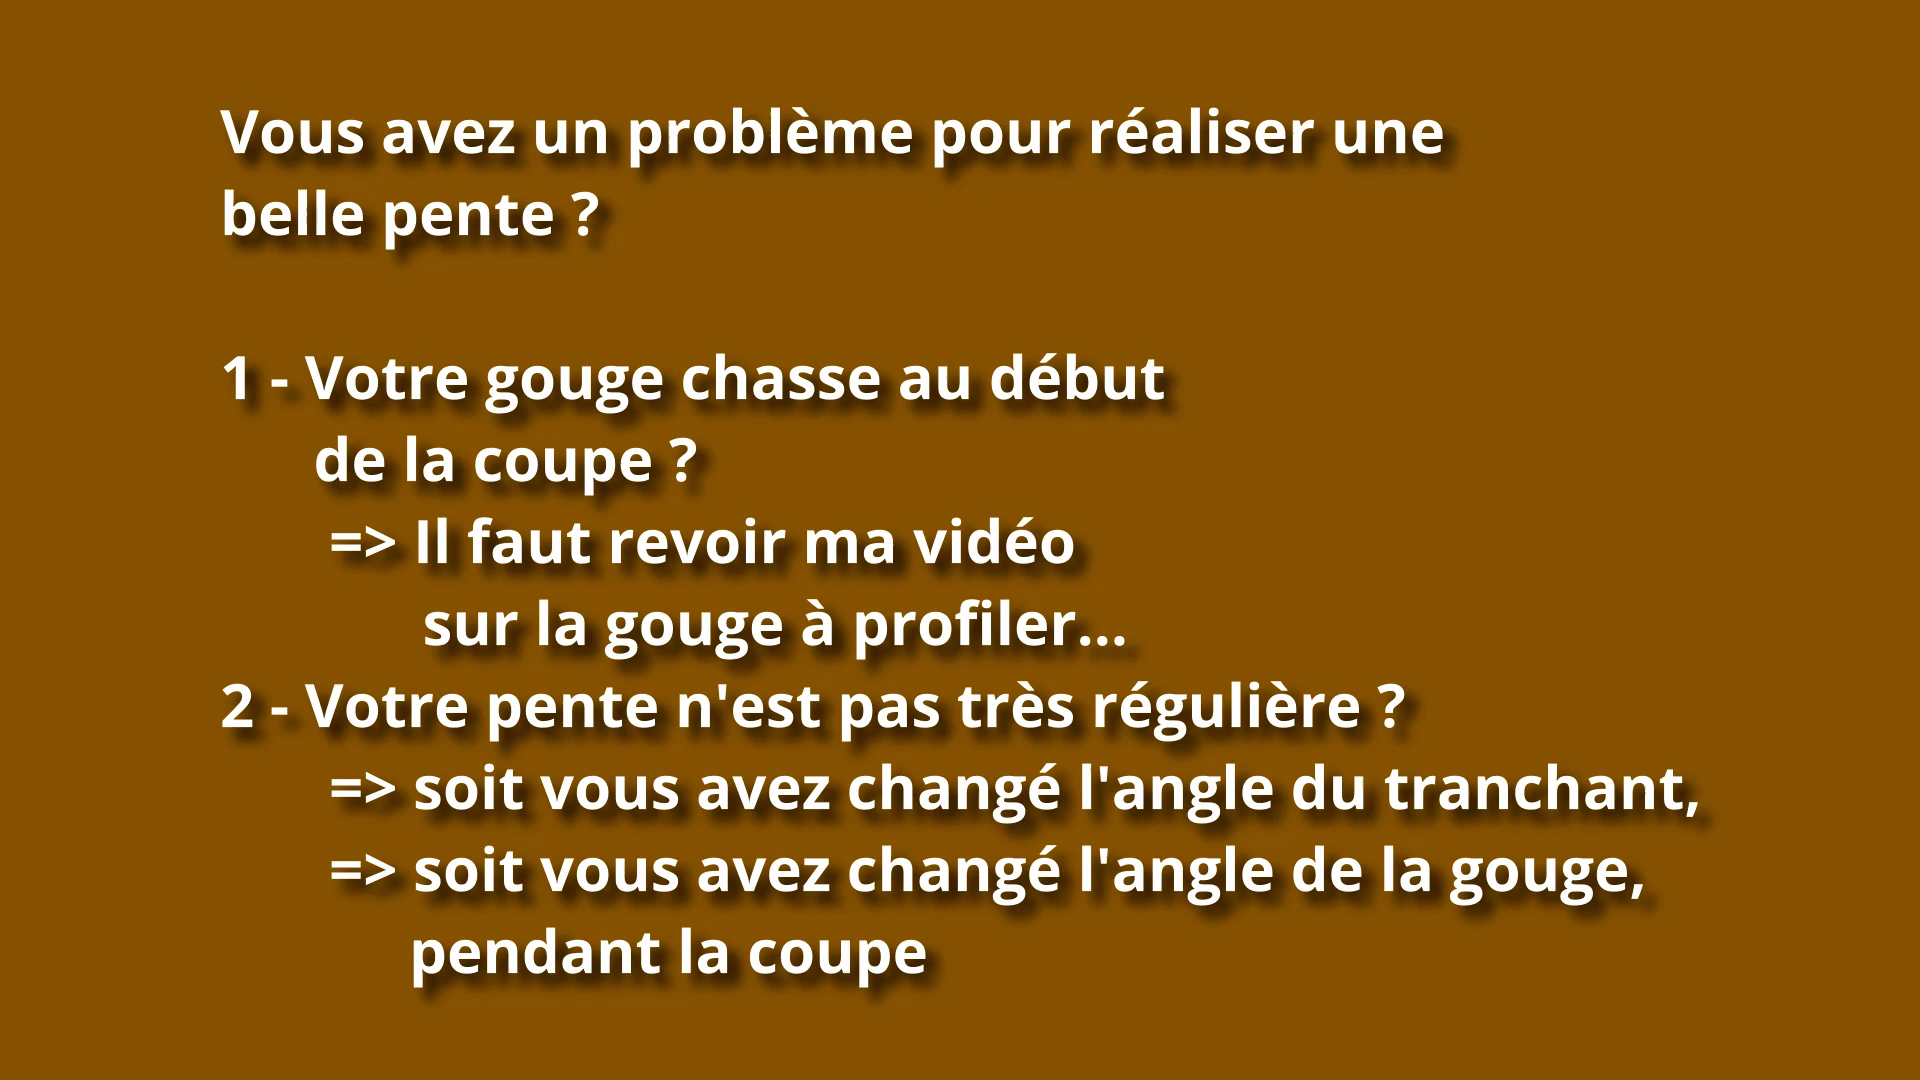 Vous avez un problème pour réaliser une
belle pente ?
1 - Votre gouge chasse au début
de la coupe ?
=> Il faut revoir ma vidéo
sur la gouge à profiler...
2 - Votre pente n'est pas très régulière ?
=> soit vous avez changé l'angle du tranchant,
=> soit vous avez changé l'angle de la gouge,
pendant la coupe